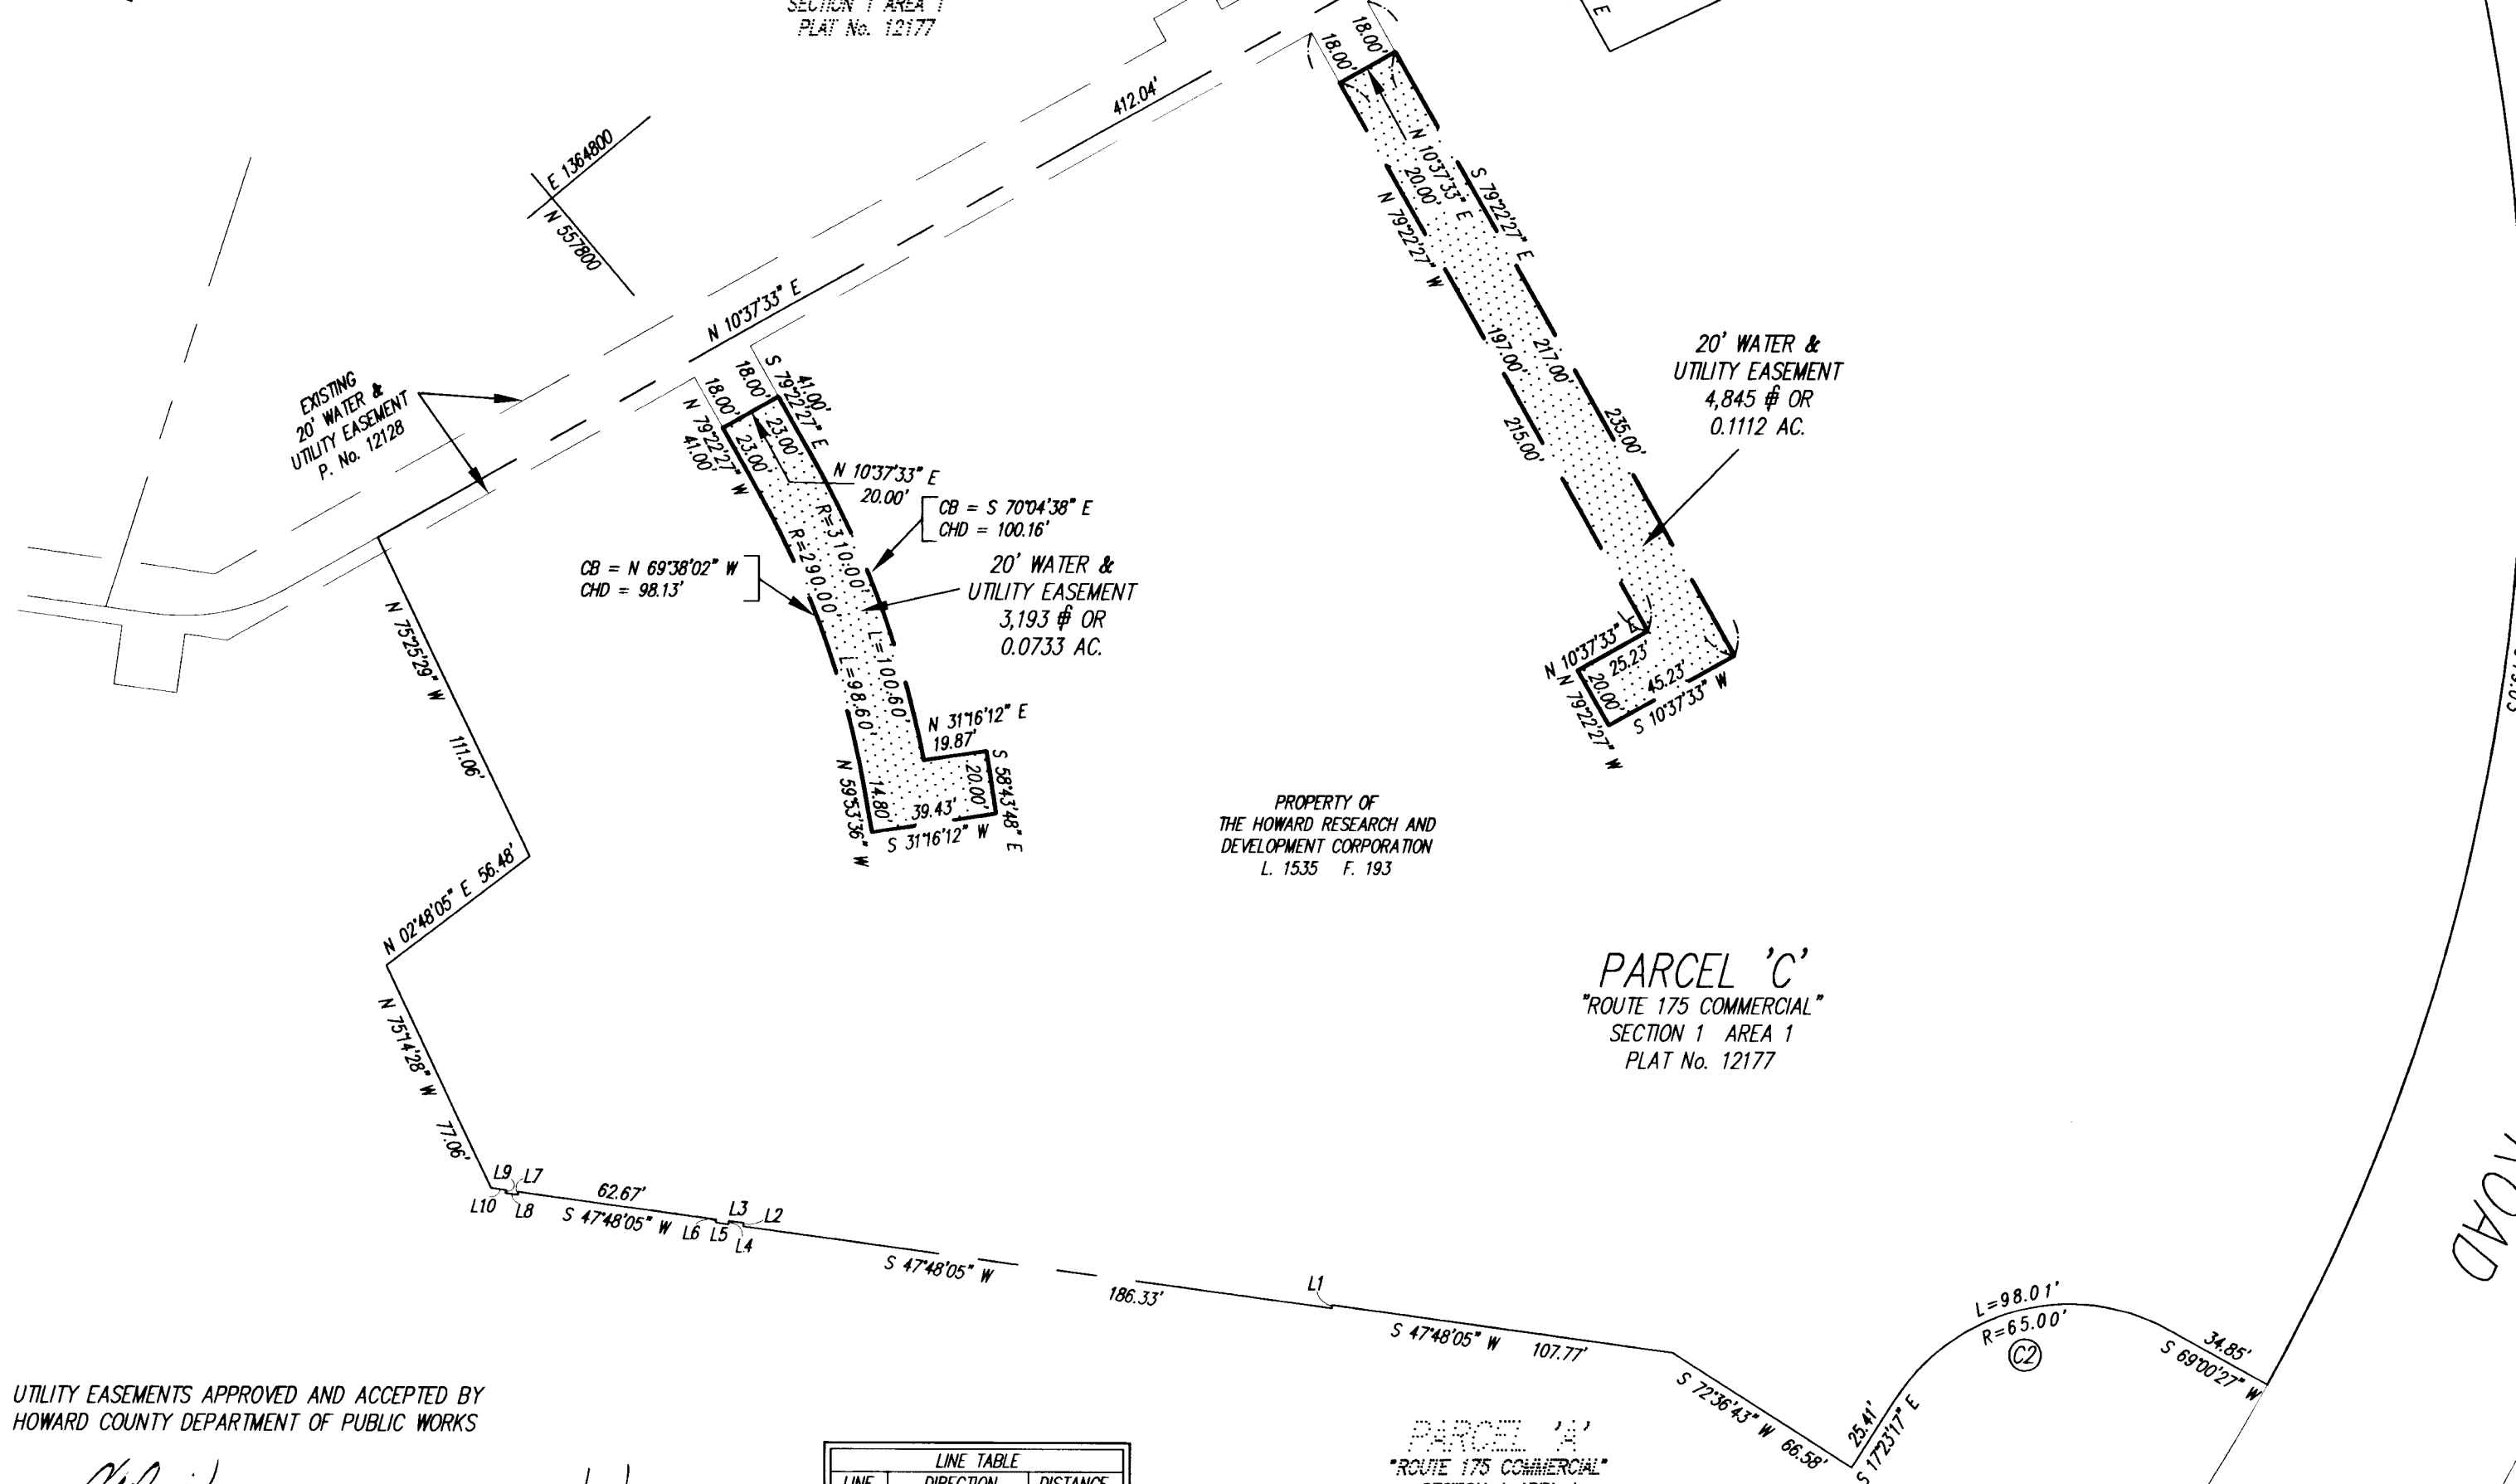 SECTION 1 AREA 1
PLAT No. 12177
E
18.00'
18.00'
412.04'
E 1364800
N 557800
N 10°37'33" E
20.00'
S 79°22'27" E
N 79°22'27" W
197.00'
217.00'
215.00'
235.00'
20' WATER &
UTILITY EASEMENT
4,845 ⌗ OR
0.1112 AC.
N 10°37'33" E
EXISTING
20' WATER &
UTILITY EASEMENT
P. No. 12128
18.00'
18.00'
S 79°22'27" E
41.00'
N 79°22'27" W
41.00'
23.00'
23.00'
N 10°37'33" E
20.00'
CB = S 70°04'38" E
CHD = 100.16'
R=310.00'
R=290.00'
CB = N 69°38'02" W
CHD = 98.13'
20' WATER &
UTILITY EASEMENT
3,193 ⌗ OR
0.0733 AC.
L=100.60'
L=98.60'
N 31°16'12" E
19.87'
S 58°43'48" E
20.00'
N 59°53'36" W
14.80'
39.43'
S 31°16'12" W
N 10°37'33" E
25.23'
20.00'
N 79°22'27" W
45.23'
S 10°37'33" W
N 75°25'29" W
111.06'
N 02°48'05" E 56.48'
N 75°14'28" W
77.06'
PROPERTY OF
THE HOWARD RESEARCH AND
DEVELOPMENT CORPORATION
L. 1535 F. 193
PARCEL 'C'
"ROUTE 175 COMMERCIAL"
SECTION 1 AREA 1
PLAT No. 12177
L9 L7
L10 L8
62.67'
S 47°48'05" W
L6 L5
L3 L2
L4
S 47°48'05" W
186.33'
L1
S 47°48'05" W 107.77'
S 72°36'43" W 66.58'
25.41'
S 17°23'17" E
L=98.01'
R=65.00'
C2
34.85'
S 69°00'27" W
OAD
UTILITY EASEMENTS APPROVED AND ACCEPTED BY
HOWARD COUNTY DEPARTMENT OF PUBLIC WORKS
LINE TABLE
LINE DIRECTION DISTANCE
PARCEL 'A'
"ROUTE 175 COMMERCIAL"